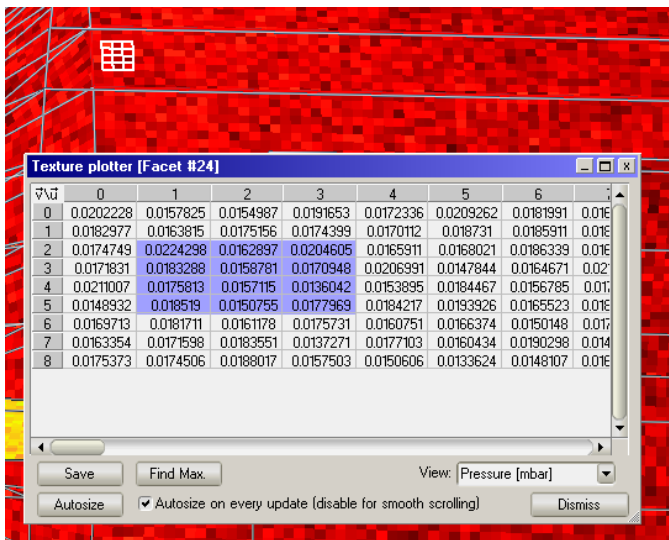 Texture plotter [Facet #24]
v\u 0 1 2 3 4 5 6
0 0.0202228 0.0157825 0.0154987 0.0191653 0.0172336 0.0209262 0.0181991
1 0.0182977 0.0163815 0.0175156 0.0174399 0.0170112 0.018731 0.0185911
2 0.0174749 0.0224298 0.0162897 0.0204605 0.0165911 0.0168021 0.0186339
3 0.0171831 0.0183288 0.0158781 0.0170948 0.0206991 0.0147844 0.0164671
4 0.0211007 0.0175813 0.0157115 0.0136042 0.0153895 0.0184467 0.0156785
5 0.0148932 0.018519 0.0150755 0.0177969 0.0184217 0.0193926 0.0165523
6 0.0169713 0.0181711 0.0161178 0.0175731 0.0160751 0.0166374 0.0150148
7 0.0163354 0.0171598 0.0183551 0.0137271 0.0177103 0.0160434 0.0190298
8 0.0175373 0.0174506 0.0188017 0.0157503 0.0150606 0.0133624 0.0148107
Save Find Max. View: Pressure [mbar]
Autosize Autosize on every update (disable for smooth scrolling) Dismiss